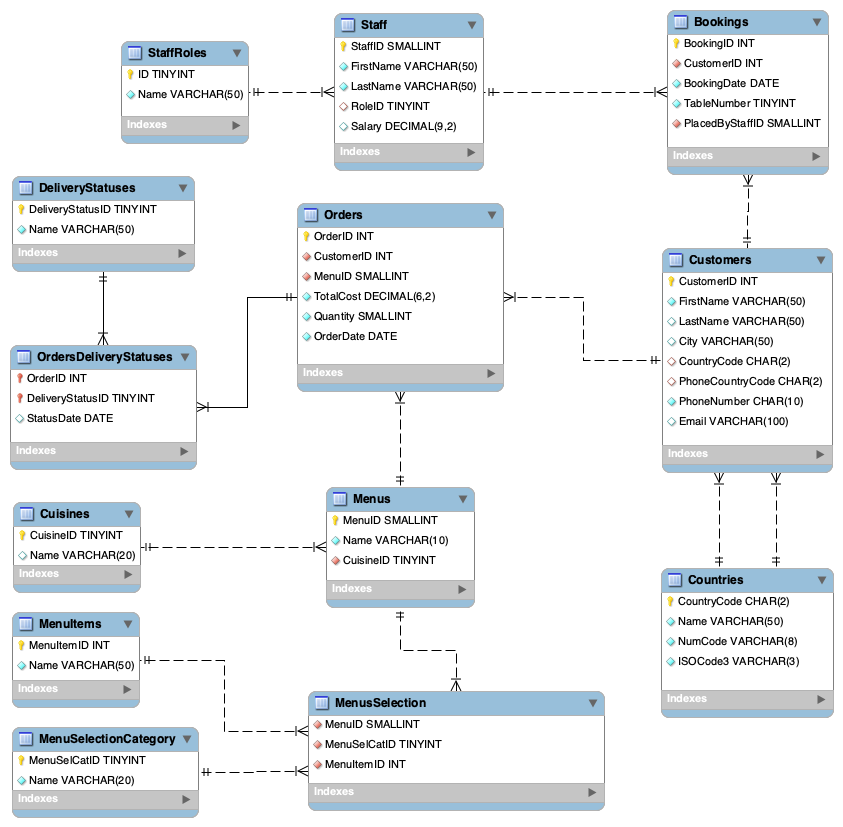 StaffRoles
ID TINYINT
Name VARCHAR(50)
Indexes
Staff
StaffID SMALLINT
FirstName VARCHAR(50)
LastName VARCHAR(50)
RoleID TINYINT
Salary DECIMAL(9,2)
Indexes
Bookings
BookingID INT
CustomerID INT
BookingDate DATE
TableNumber TINYINT
PlacedByStaffID SMALLINT
Indexes
DeliveryStatuses
DeliveryStatusID TINYINT
Name VARCHAR(50)
Indexes
Orders
OrderID INT
CustomerID INT
MenuID SMALLINT
TotalCost DECIMAL(6,2)
Quantity SMALLINT
OrderDate DATE
Indexes
Customers
CustomerID INT
FirstName VARCHAR(50)
LastName VARCHAR(50)
City VARCHAR(50)
CountryCode CHAR(2)
PhoneCountryCode CHAR(2)
PhoneNumber CHAR(10)
Email VARCHAR(100)
Indexes
OrdersDeliveryStatuses
OrderID INT
DeliveryStatusID TINYINT
StatusDate DATE
Indexes
Cuisines
CuisineID TINYINT
Name VARCHAR(20)
Indexes
Menus
MenuID SMALLINT
Name VARCHAR(10)
CuisineID TINYINT
Indexes
Countries
CountryCode CHAR(2)
Name VARCHAR(50)
NumCode VARCHAR(8)
ISOCode3 VARCHAR(3)
Indexes
MenuItems
MenuItemID INT
Name VARCHAR(50)
Indexes
MenusSelection
MenuID SMALLINT
MenuSelCatID TINYINT
MenuItemID INT
Indexes
MenuSelectionCategory
MenuSelCatID TINYINT
Name VARCHAR(20)
Indexes